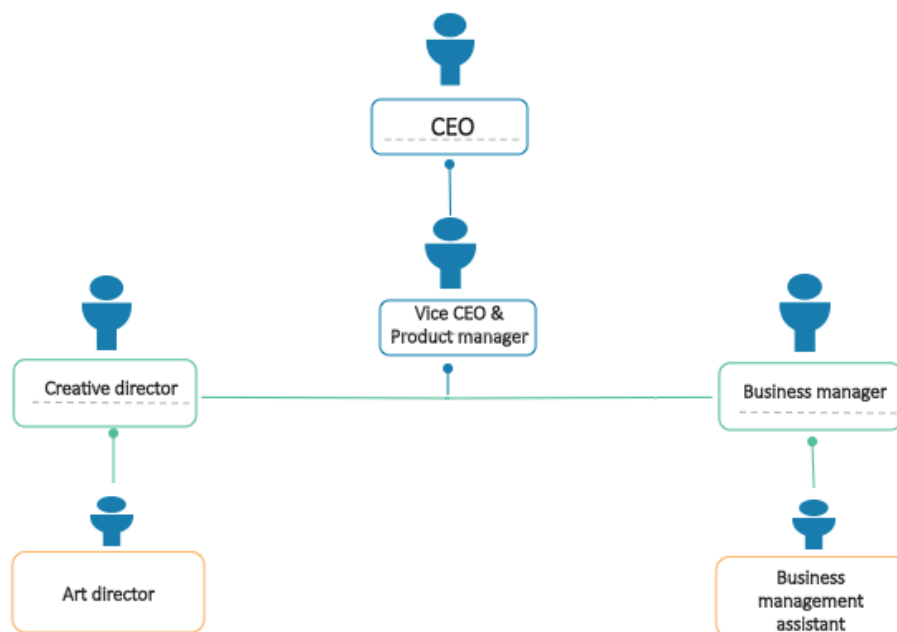 CEO
Vice CEO &
Product manager
Creative director
Business manager
Art director
Business
management
assistant